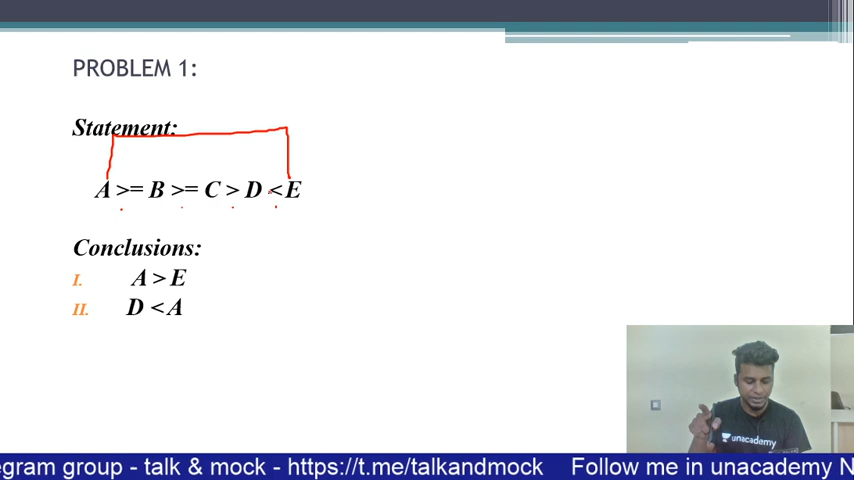 PROBLEM 1:
Statement:
A >= B >= C > D < E
Conclusions:
I. A > E
II. D < A
unacademy
egram group - talk & mock - https://t.me/talkandmock Follow me in unacademy N